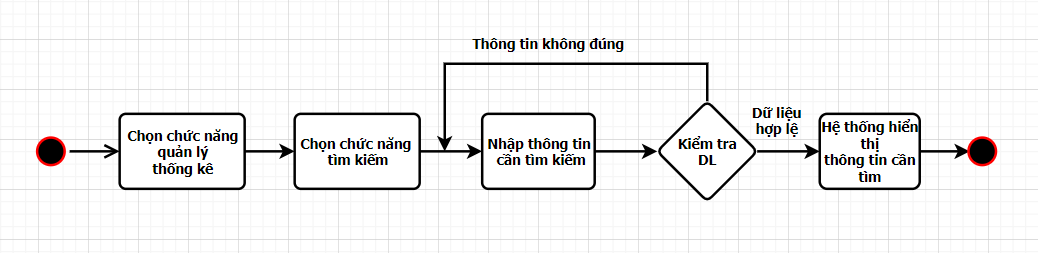 Thông tin không đúng
Chọn chức năng
quản lý
thống kê
Chọn chức năng
tìm kiếm
Nhập thông tin
cần tìm kiếm
Kiểm tra
DL
Dữ liệu
hợp lệ
Hệ thống hiển
thị
thông tin cần
tìm